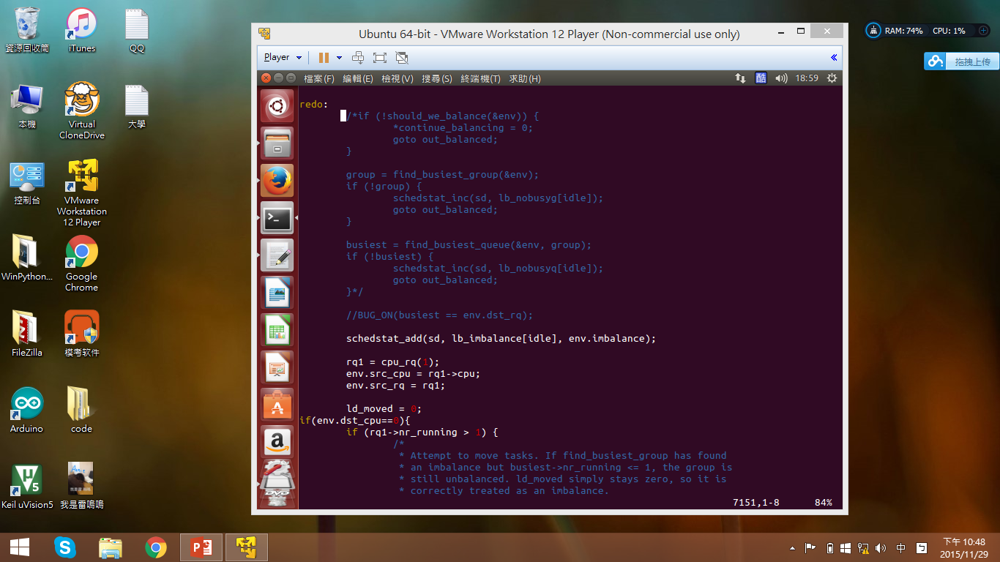 資源回收筒
iTunes
QQ
本機
Virtual
CloneDrive
大學
控制台
VMware
Workstation
12 Player
WinPython...
Google
Chrome
FileZilla
模考软件
Arduino
code
Keil uVision5
我是雷嗚嗚
Ubuntu 64-bit - VMware Workstation 12 Player (Non-commercial use only)
RAM: 74% CPU: 1%
拖拽上传
Player
檔案(F) 編輯(E) 檢視(V) 搜尋(S) 終端機(T) 求助(H)
酷 18:59
redo:
/*if (!should_we_balance(&env)) {
*continue_balancing = 0;
goto out_balanced;
}
group = find_busiest_group(&env);
if (!group) {
schedstat_inc(sd, lb_nobusyg[idle]);
goto out_balanced;
}
busiest = find_busiest_queue(&env, group);
if (!busiest) {
schedstat_inc(sd, lb_nobusyq[idle]);
goto out_balanced;
}*/
//BUG_ON(busiest == env.dst_rq);
schedstat_add(sd, lb_imbalance[idle], env.imbalance);
rq1 = cpu_rq(1);
env.src_cpu = rq1->cpu;
env.src_rq = rq1;
ld_moved = 0;
if(env.dst_cpu==0){
if (rq1->nr_running > 1) {
/*
* Attempt to move tasks. If find_busiest_group has found
* an imbalance but busiest->nr_running <= 1, the group is
* still unbalanced. ld_moved simply stays zero, so it is
* correctly treated as an imbalance.
7151,1-8 84%
中
下午 10:48
2015/11/29